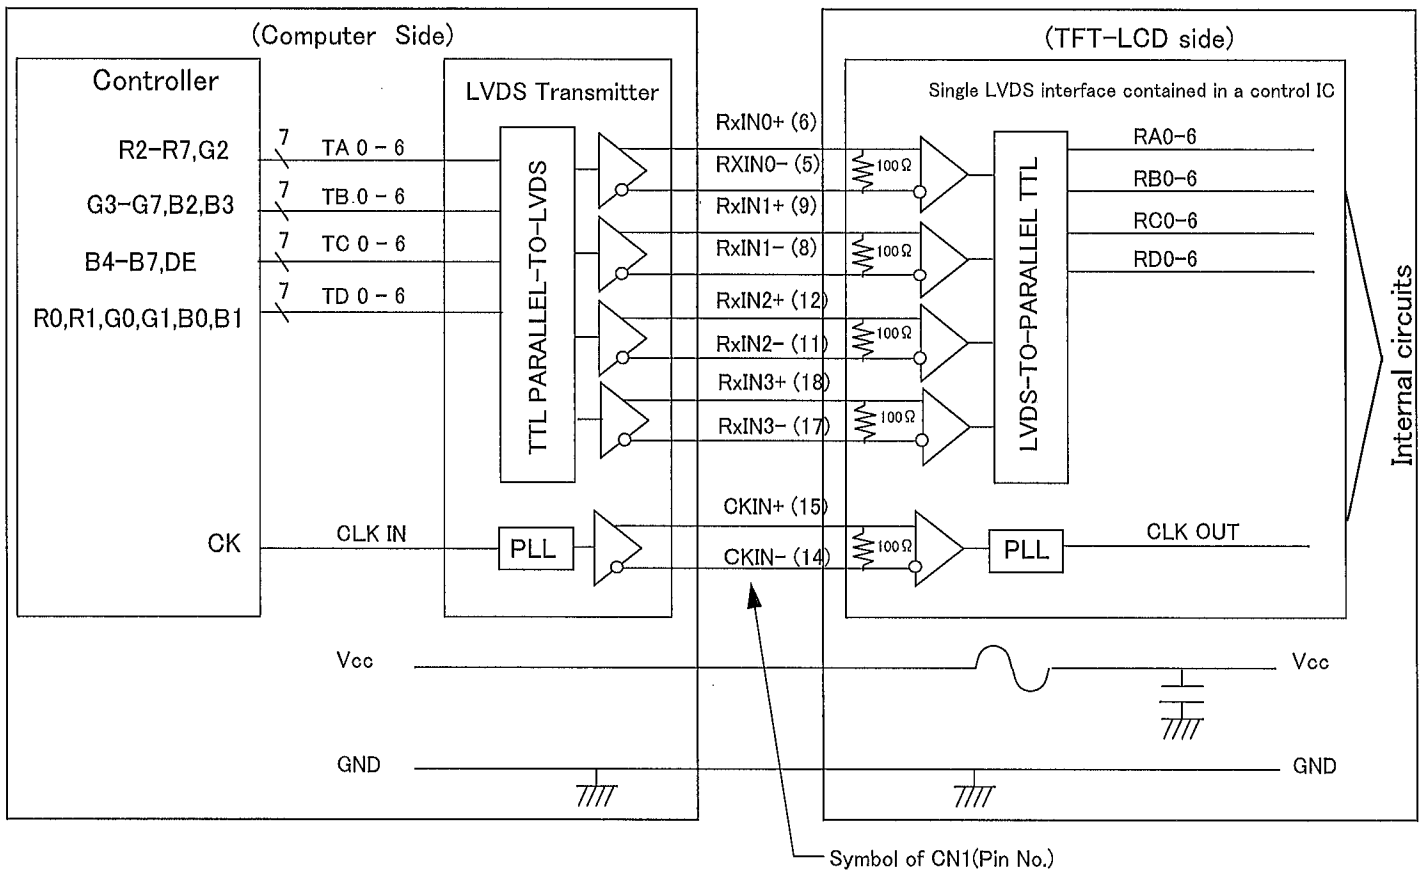 (Computer Side)
(TFT-LCD side)
Controller
LVDS Transmitter
Single LVDS interface contained in a control IC
R2-R7,G2
7
TA 0 - 6
G3-G7,B2,B3
7
TB.0 - 6
B4-B7,DE
7
TC 0 - 6
R0,R1,G0,G1,B0,B1
7
TD 0 - 6
TTL PARALLEL-TO-LVDS
RxIN0+ (6)
RXIN0- (5)
100Ω
RxIN1+ (9)
RxIN1- (8)
100Ω
RxIN2+ (12)
RxIN2- (11)
100Ω
RxIN3+ (18)
RxIN3- (17)
100Ω
LVDS-TO-PARALLEL TTL
RA0-6
RB0-6
RC0-6
RD0-6
Internal circuits
CK
CLK IN
PLL
CKIN+ (15)
CKIN- (14)
100Ω
PLL
CLK OUT
Vcc
Vcc
GND
GND
Symbol of CN1(Pin No.)